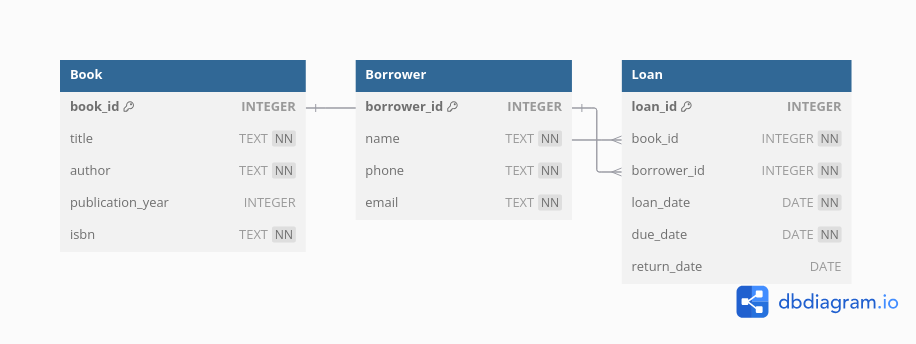 Book
book_id INTEGER
title TEXT NN
author TEXT NN
publication_year INTEGER
isbn TEXT NN
Borrower
borrower_id INTEGER
name TEXT NN
phone TEXT NN
email TEXT NN
Loan
loan_id INTEGER
book_id INTEGER NN
borrower_id INTEGER NN
loan_date DATE NN
due_date DATE NN
return_date DATE
dbdiagram.io